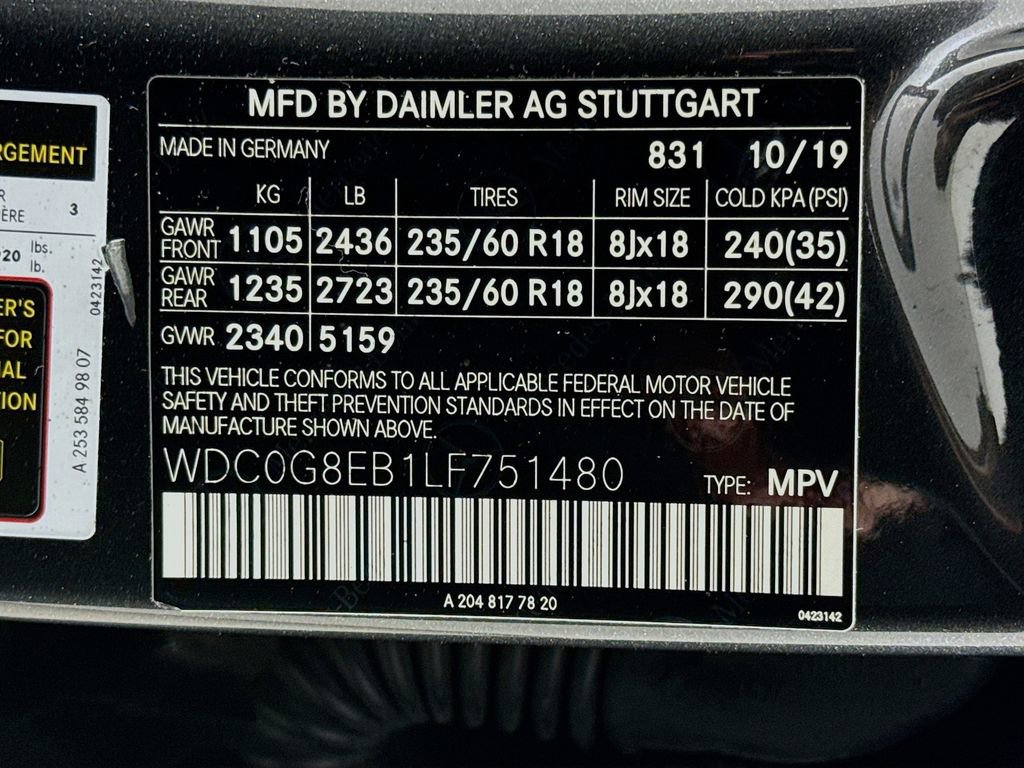 RGEMENT
R
ÈRE 3
920 lbs.
lb.
0423142
ER'S
FOR
AL
TION
A 253 584 98 07
MFD BY DAIMLER AG STUTTGART
MADE IN GERMANY 831 10/19
KG LB TIRES RIM SIZE COLD KPA(PSI)
GAWR FRONT 1105 2436 235/60 R18 8Jx18 240(35)
GAWR REAR 1235 2723 235/60 R18 8Jx18 290(42)
GVWR 2340 5159
THIS VEHICLE CONFORMS TO ALL APPLICABLE FEDERAL MOTOR VEHICLE
SAFETY AND THEFT PREVENTION STANDARDS IN EFFECT ON THE DATE OF
MANUFACTURE SHOWN ABOVE.
WDC0G8EB1LF751480 TYPE: MPV
A 204 817 78 20
0423142